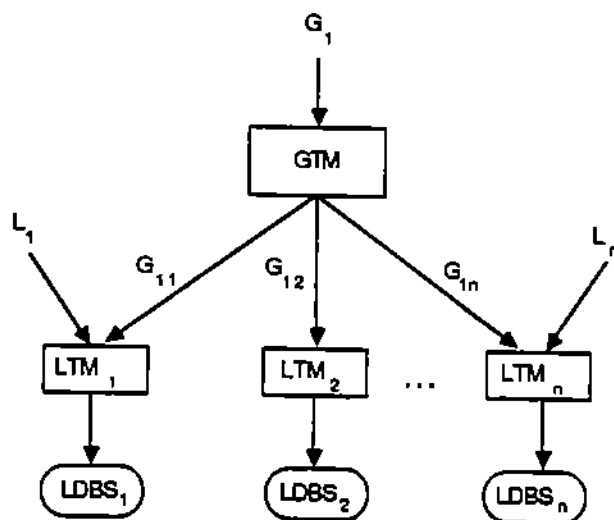 G₁
GTM
L₁ Lₙ
G₁₁ G₁₂ G₁ₙ
LTM₁ LTM₂ ... LTMₙ
LDBS₁ LDBS₂ LDBSₙ